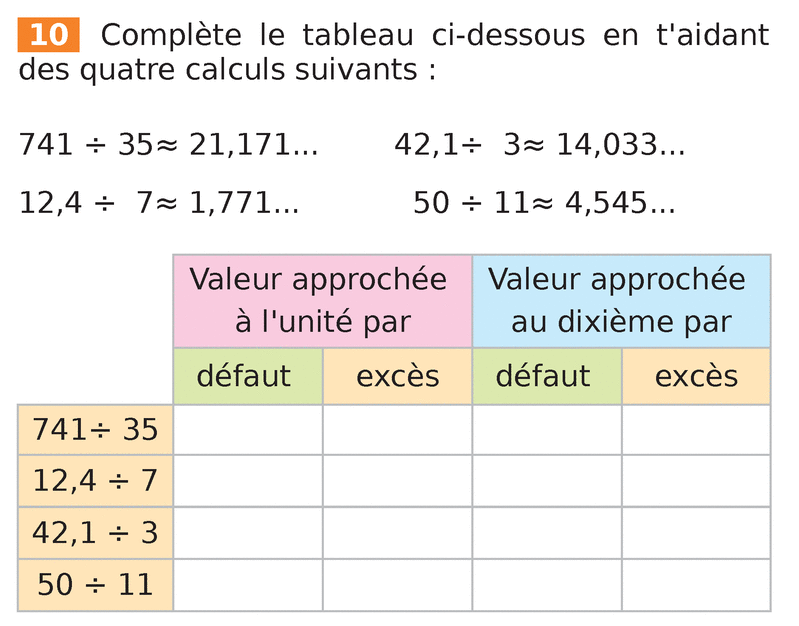 10 Complète le tableau ci-dessous en t'aidant
des quatre calculs suivants :
741 ÷ 35≈ 21,171... 42,1÷ 3≈ 14,033...
12,4 ÷ 7≈ 1,771... 50 ÷ 11≈ 4,545...
Valeur approchée Valeur approchée
à l'unité par au dixième par
défaut excès défaut excès
741÷ 35
12,4 ÷ 7
42,1 ÷ 3
50 ÷ 11